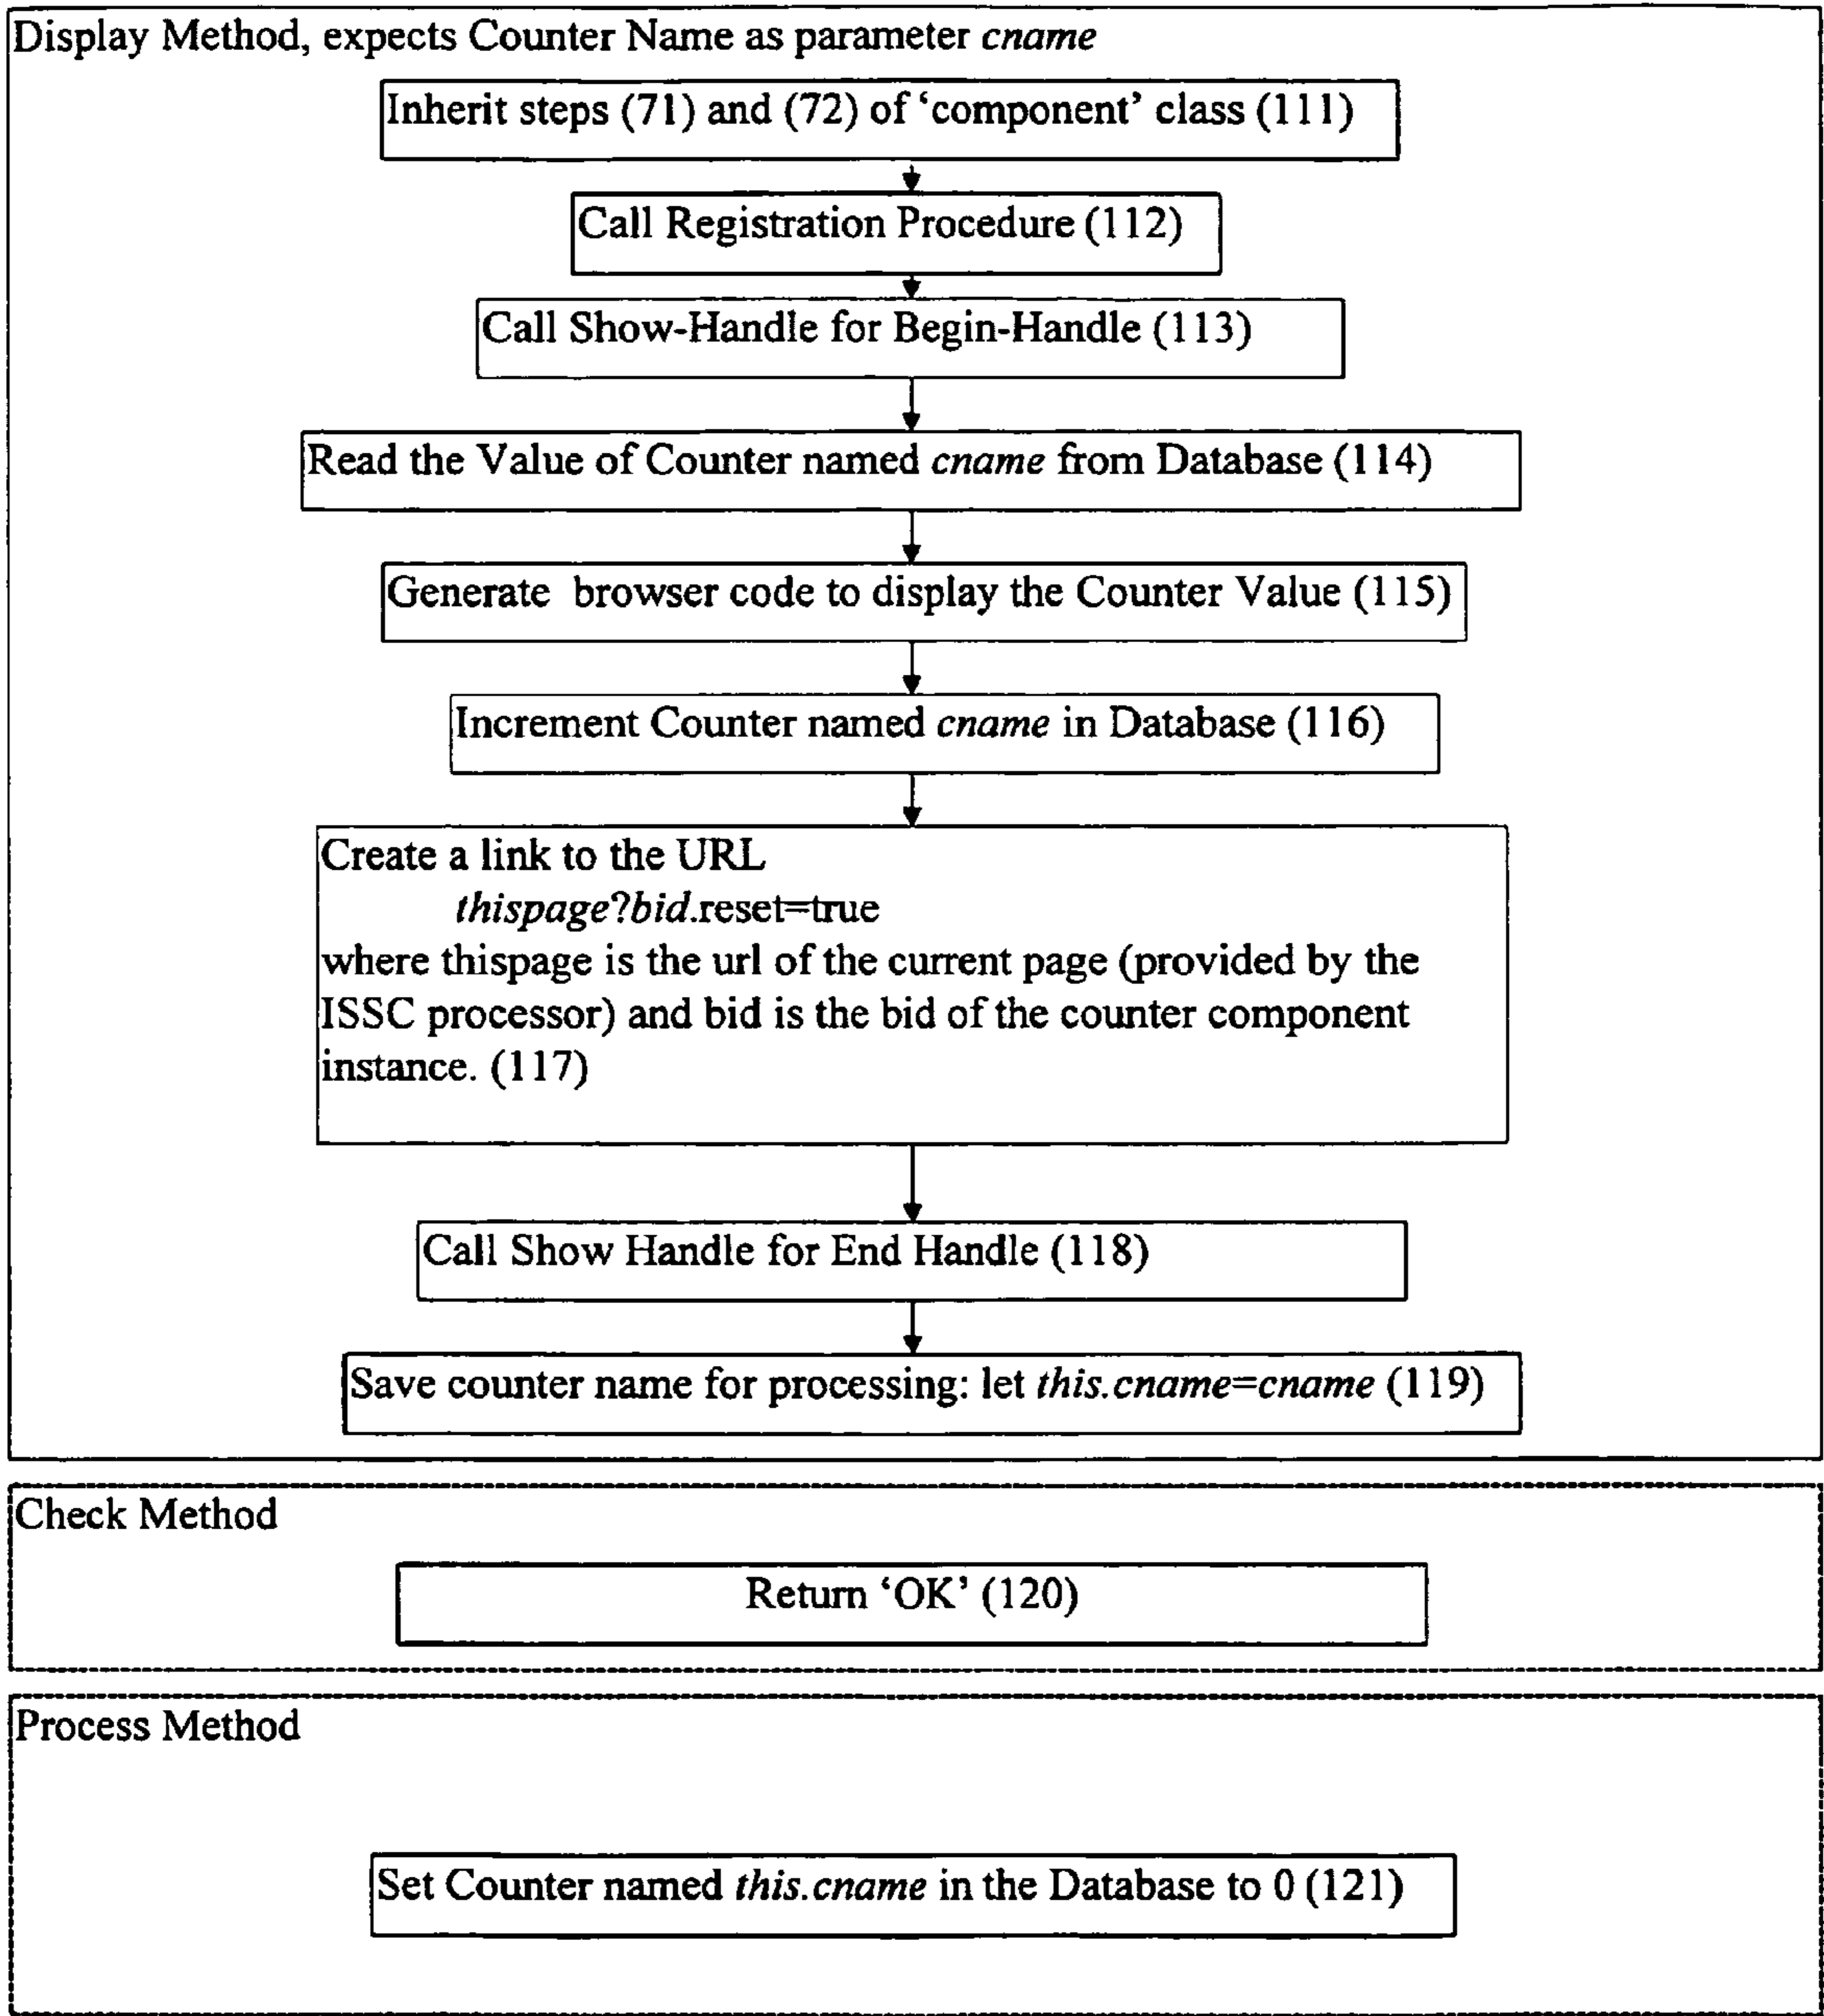 Display Method, expects Counter Name as parameter cname
Inherit steps (71) and (72) of ‘component’ class (111)
Call Registration Procedure (112)
Call Show-Handle for Begin-Handle (113)
Read the Value of Counter named cname from Database (114)
Generate browser code to display the Counter Value (115)
Increment Counter named cname in Database (116)
Create a link to the URL
thispage?bid.reset=true
where thispage is the url of the current page (provided by the
ISSC processor) and bid is the bid of the counter component
instance. (117)
Call Show Handle for End Handle (118)
Save counter name for processing: let this.cname=cname (119)
Check Method
Return ‘OK’ (120)
Process Method
Set Counter named this.cname in the Database to 0 (121)